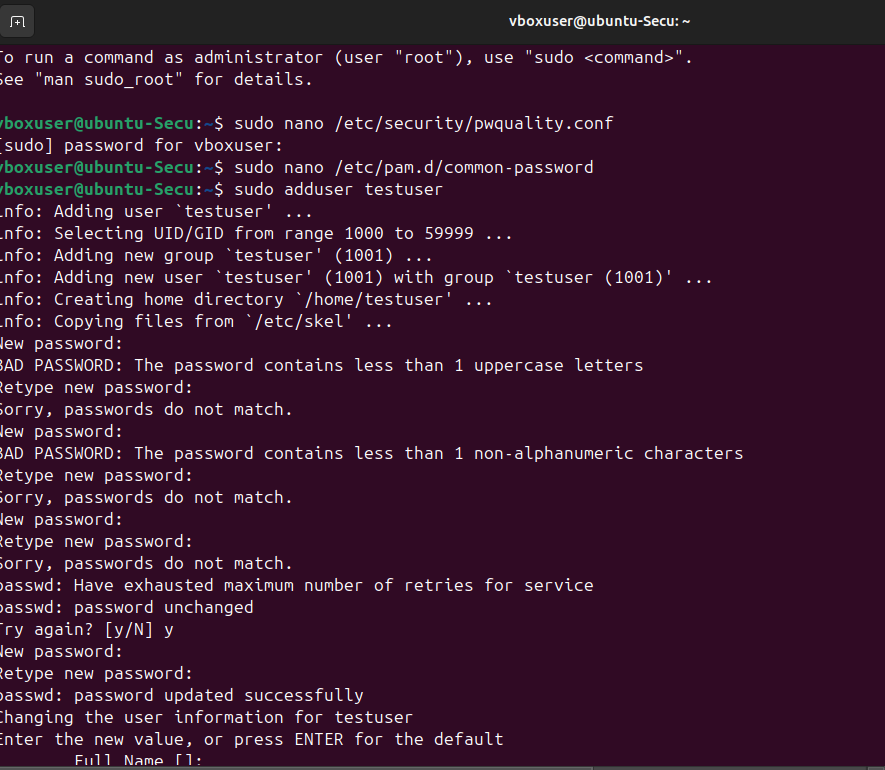 vboxuser@ubuntu-Secu: ~
To run a command as administrator (user "root"), use "sudo <command>".
See "man sudo_root" for details.
vboxuser@ubuntu-Secu:~$ sudo nano /etc/security/pwquality.conf
[sudo] password for vboxuser:
vboxuser@ubuntu-Secu:~$ sudo nano /etc/pam.d/common-password
vboxuser@ubuntu-Secu:~$ sudo adduser testuser
info: Adding user `testuser' ...
info: Selecting UID/GID from range 1000 to 59999 ...
info: Adding new group `testuser' (1001) ...
info: Adding new user `testuser' (1001) with group `testuser (1001)' ...
info: Creating home directory `/home/testuser' ...
info: Copying files from `/etc/skel' ...
New password:
BAD PASSWORD: The password contains less than 1 uppercase letters
Retype new password:
Sorry, passwords do not match.
New password:
BAD PASSWORD: The password contains less than 1 non-alphanumeric characters
Retype new password:
Sorry, passwords do not match.
New password:
Retype new password:
Sorry, passwords do not match.
passwd: Have exhausted maximum number of retries for service
passwd: password unchanged
Try again? [y/N] y
New password:
Retype new password:
passwd: password updated successfully
Changing the user information for testuser
Enter the new value, or press ENTER for the default
Full Name []: